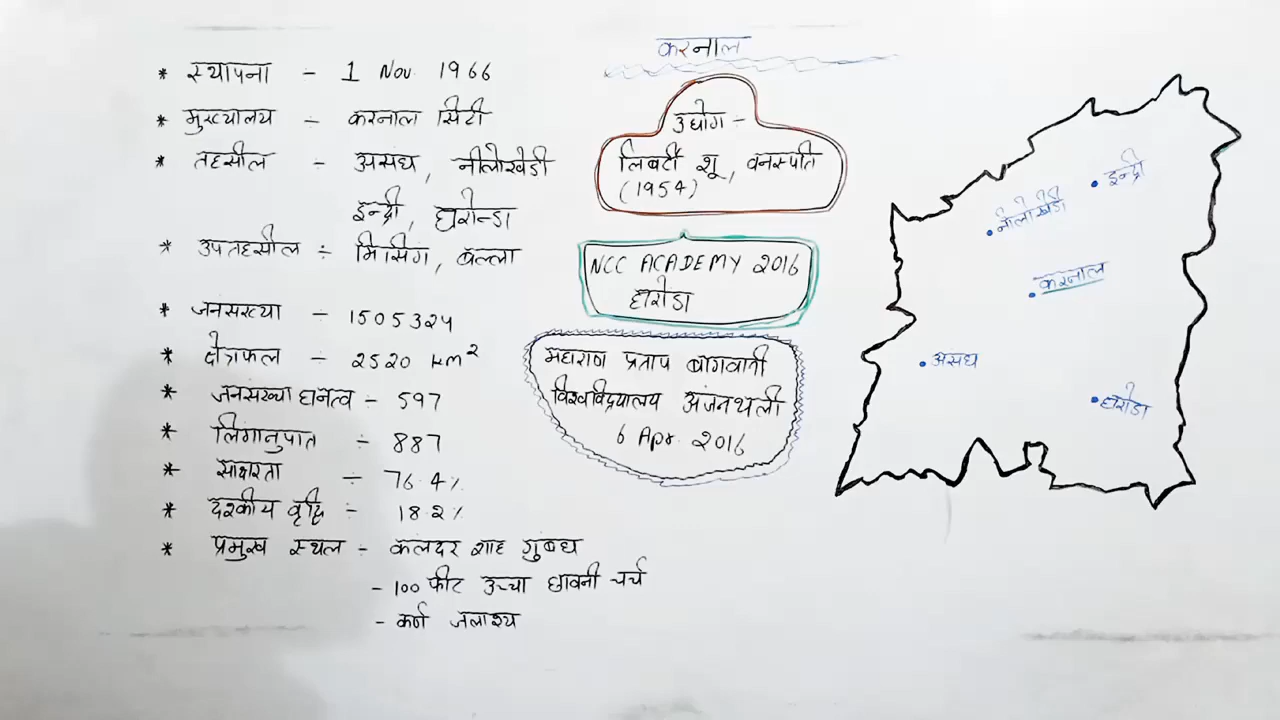 करनाल
* स्थापना - 1 Nov. 1966
* मुख्यालय ÷ करनाल सिटी
* तहसील ÷ असंध, नीलोखेडी
इन्द्री, घरोन्डा
* उपतहसील ÷ निसिंग, बल्ला
* जनसख्या ÷ 1505324
* क्षेत्रफल ÷ 2520 km²
* जनसंख्या घनत्व - 597
* लिंगानुपात ÷ 887
* साक्षरता ÷ 76.4%
* दशकीय वृद्धि ÷ 18.2%
* प्रमुख स्थल ÷ कलंदर शाह गुंबध
- 100 फीट उच्चा छावनी चर्च
- कर्ण जलाश्य
उद्योग -
लिबर्टी शू, वनस्पति
(1954)
NCC ACADEMY 2016
घरोंडा
महाराणा प्रताप बागवानी
विश्वविद्यालय अंजनथली
6 Apr. 2016
इन्द्री
नीलोखेडी
करनाल
असंध
घरोंडा